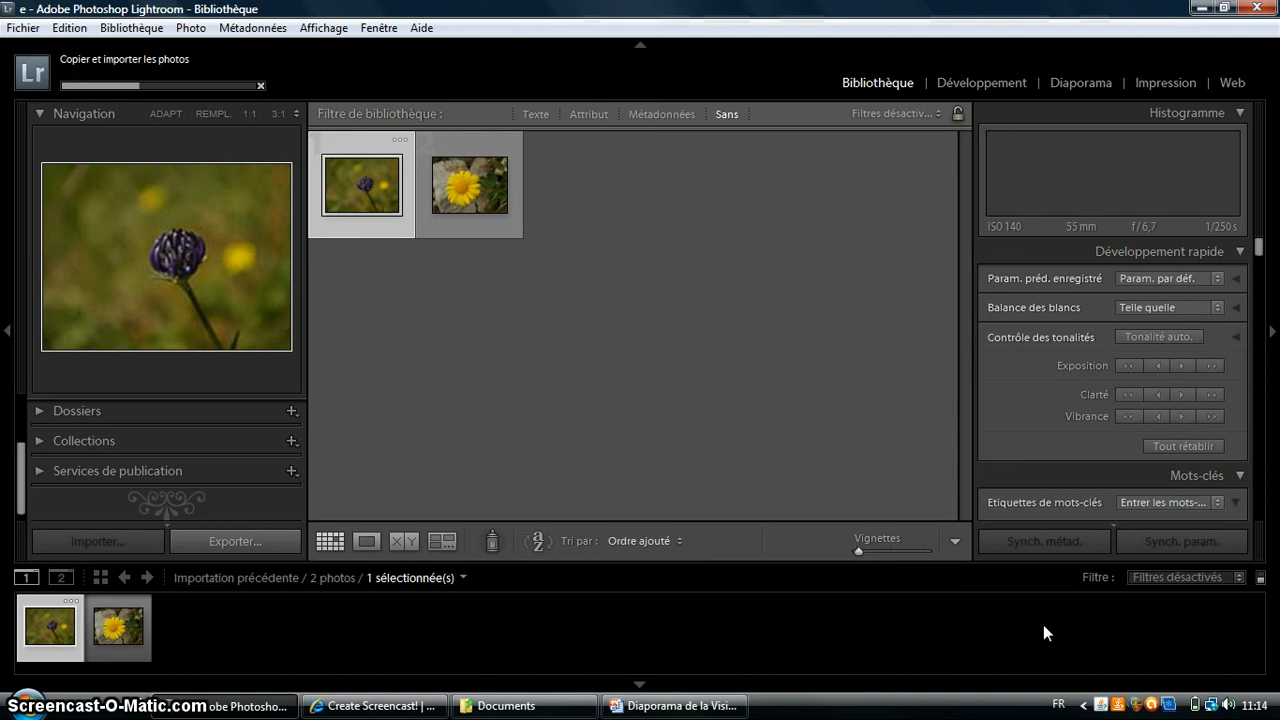 e - Adobe Photoshop Lightroom - Bibliothèque
Fichier Edition Bibliothèque Photo Métadonnées Affichage Fenêtre Aide
Lr Copier et importer les photos
Bibliothèque | Développement | Diaporama | Impression | Web
Navigation ADAPT. REMPL. 1:1 3:1
Filtre de bibliothèque : Texte Attribut Métadonnées Sans Filtres désactiv...
Histogramme
ISO 140 55 mm f / 6,7 1/250 s
Développement rapide
Param. préd. enregistré Param. par déf.
Balance des blancs Telle quelle
Contrôle des tonalités Tonalité auto.
Exposition
Clarté
Vibrance
Tout rétablir
Mots-clés
Etiquettes de mots-clés Entrer les mots-...
Synch. métad. Synch. param.
Dossiers
Collections
Services de publication
Importer... Exporter...
XY Tri par : Ordre ajouté Vignettes
1 2 Importation précédente / 2 photos / 1 sélectionnée(s) Filtre : Filtres désactivés
Screencast-O-Matic.com obe Photosho... Create Screencast! | ... Documents Diaporama de la Visi... FR 11:14